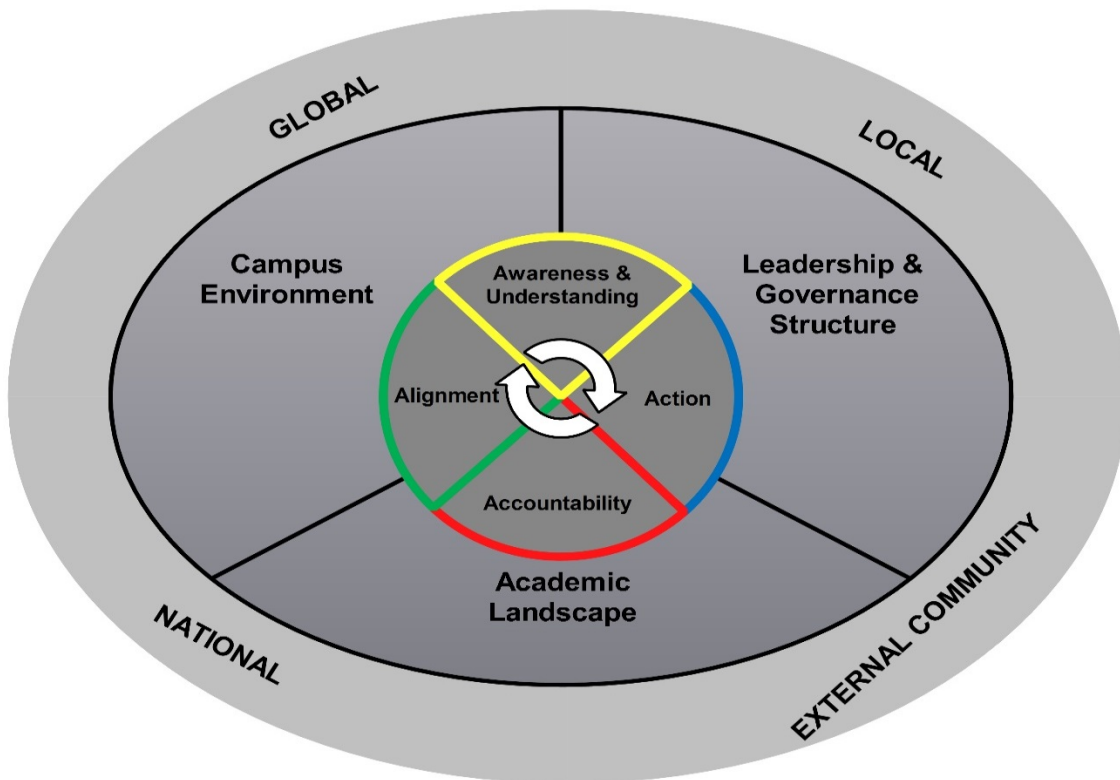 GLOBAL
LOCAL
Campus
Environment
Awareness &
Understanding
Leadership &
Governance
Structure
Alignment
Action
Accountability
Academic
Landscape
NATIONAL
EXTERNAL COMMUNITY